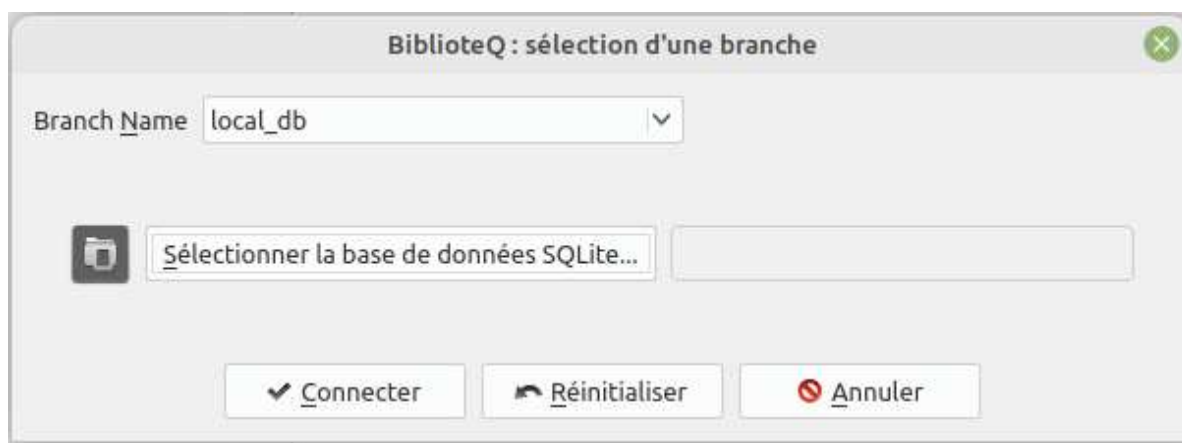 BiblioteQ : sélection d'une branche
Branch Name local_db
Sélectionner la base de données SQLite...
Connecter Réinitialiser Annuler